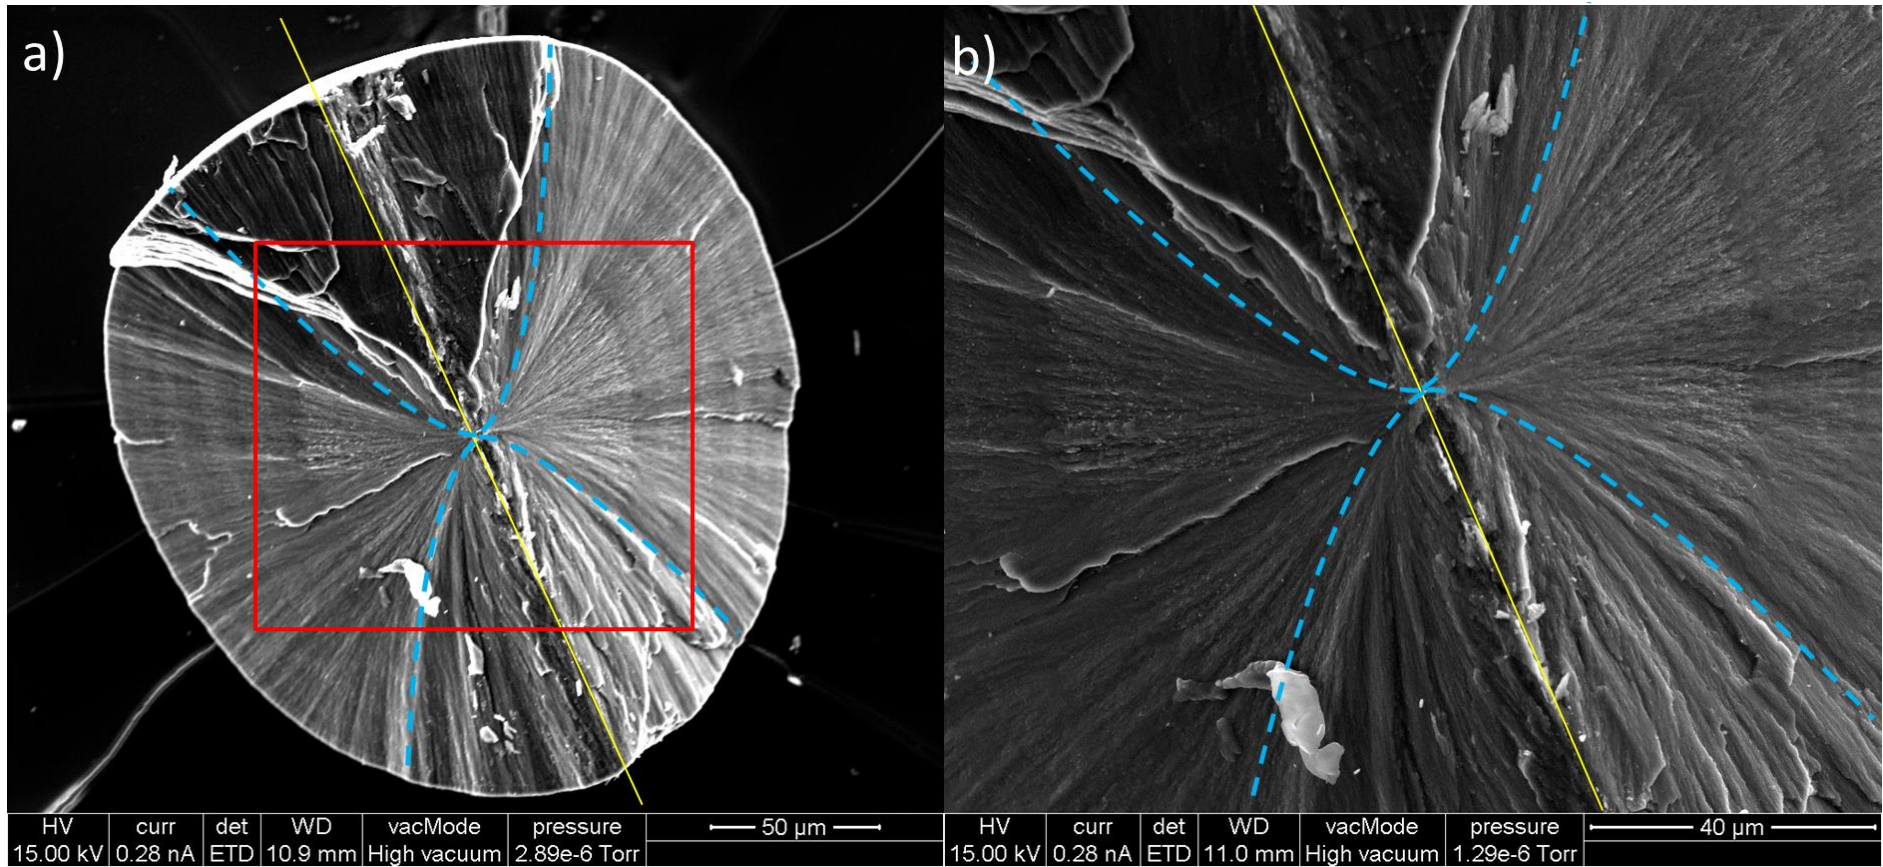 a)
HV curr det WD vacMode pressure
15.00 kV 0.28 nA ETD 10.9 mm High vacuum 2.89e-6 Torr 50 µm
b)
HV curr det WD vacMode pressure
15.00 kV 0.28 nA ETD 11.0 mm High vacuum 1.29e-6 Torr 40 µm